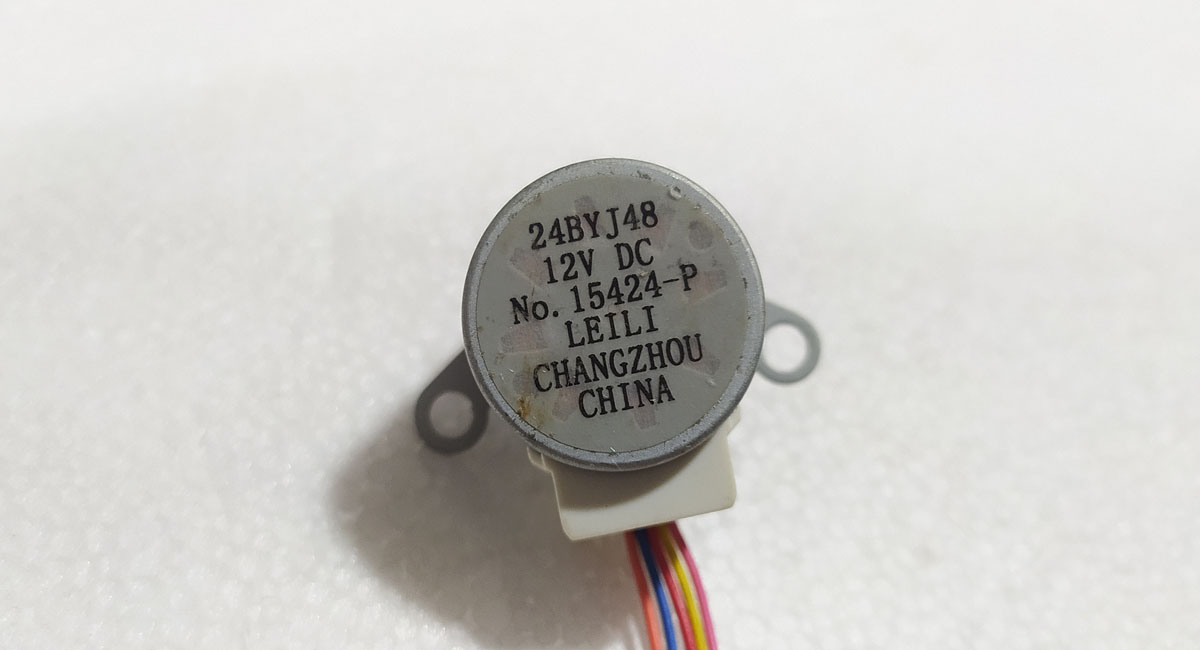 24BYJ48
12V DC
No. 15424-P
LEILI
CHANGZHOU
CHINA